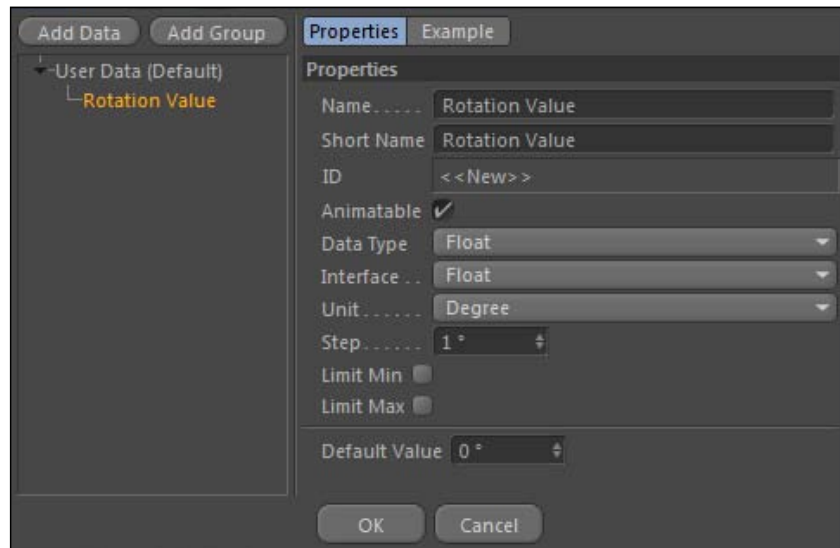 Add Data Add Group
User Data (Default)
Rotation Value
Properties Example
Properties
Name..... Rotation Value
Short Name Rotation Value
ID <<New>>
Animatable
Data Type Float
Interface.. Float
Unit...... Degree
Step...... 1 °
Limit Min
Limit Max
Default Value 0 °
OK Cancel